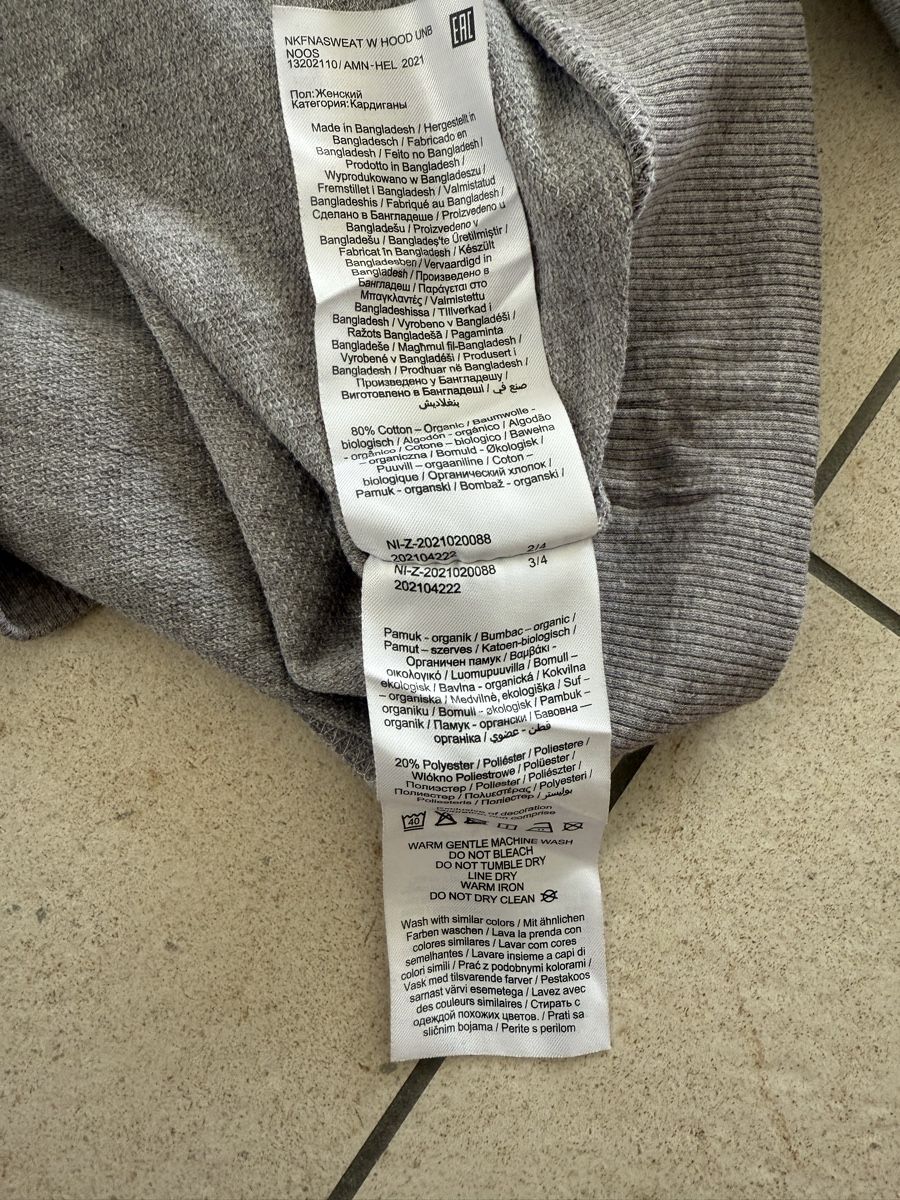 NKFNASWEAT W HOOD UNB
NOOS
13202110/AMN-HEL 2021
EAC
Пол:Женский
Категория:Кардиганы
Made in Bangladesh / Hergestellt in
Bangladesch / Fabricado en
Bangladesh / Feito no Bangladesh /
Prodotto in Bangladesh /
Wyprodukowano w Bangladeszu /
Fremstillet i Bangladesh / Valmistatud
Bangladeshis / Fabriqué au Bangladesh /
Сделано в Бангладеше / Proizvedeno u
Bangladešu / Proizvedeno v
Bangladešu / Bangladeş'te Üretilmiştir /
Fabricat în Bangladesh / Készült
Bangladesben / Vervaardigd in
Bangladesh / Произведено в
Бангладеш / Παράγεται στο
Μπαγκλαντές / Valmistettu
Bangladeshissa / Tillverkad i
Bangladesh / Vyrobeno v Bangladéši /
Ražots Bangladešā / Pagaminta
Bangladeše / Magħmul fil-Bangladesh /
Vyrobené v Bangladéši / Produsert i
Bangladesh / Prodhuar në Bangladesh /
Произведено у Бангладешу /
Виготовлено в Бангладеші / صنع في
بنغلاديش
80% Cotton – Organic / Baumwolle -
biologisch / Algodón - orgánico / Algodão
- orgânico / Cotone – biologico / Bawełna
– organiczna / Bomuld - Økologisk /
Puuvill – orgaaniline / Coton –
biologique / Органический хлопок /
Pamuk - organski / Bombaž - organski /
NI-Z-2021020088
202104222 2/4
NI-Z-2021020088 3/4
202104222
Pamuk - organik / Bumbac – organic /
Pamut – szerves / Katoen-biologisch /
Органичен памук / Βαμβάκι -
οικολογικό / Luomupuuvilla / Bomull –
ekologisk / Bavlna - organická / Kokvilna
– organiska / Medvilnė, ekologiška / Suf -
organiku / Bomull - økologisk / Pambuk –
organik / Памук - органски / Бавовна —
органіка / قطن - عضوي
20% Polyester / Poliéster / Poliestere /
Włókno Poliestrowe / Polüester /
Полиэстер / Poliester / Poliészter /
Полиестер / Πολυεστέρας / Polyesteri /
Poliesteris / Поліестер / بوليستر
Exclusive of decoration
40
WARM GENTLE MACHINE WASH
DO NOT BLEACH
DO NOT TUMBLE DRY
LINE DRY
WARM IRON
DO NOT DRY CLEAN
Wash with similar colors / Mit ähnlichen
Farben waschen / Lava la prenda con
colores similares / Lavar com cores
semelhantes / Lavare insieme a capi di
colori simili / Prać z podobnymi kolorami /
Vask med tilsvarende farver / Pestakoos
sarnast värvi esemetega / Lavez avec
des couleurs similaires / Стирать с
одеждой похожих цветов. / Prati sa
sličnim bojama / Perite s perilom